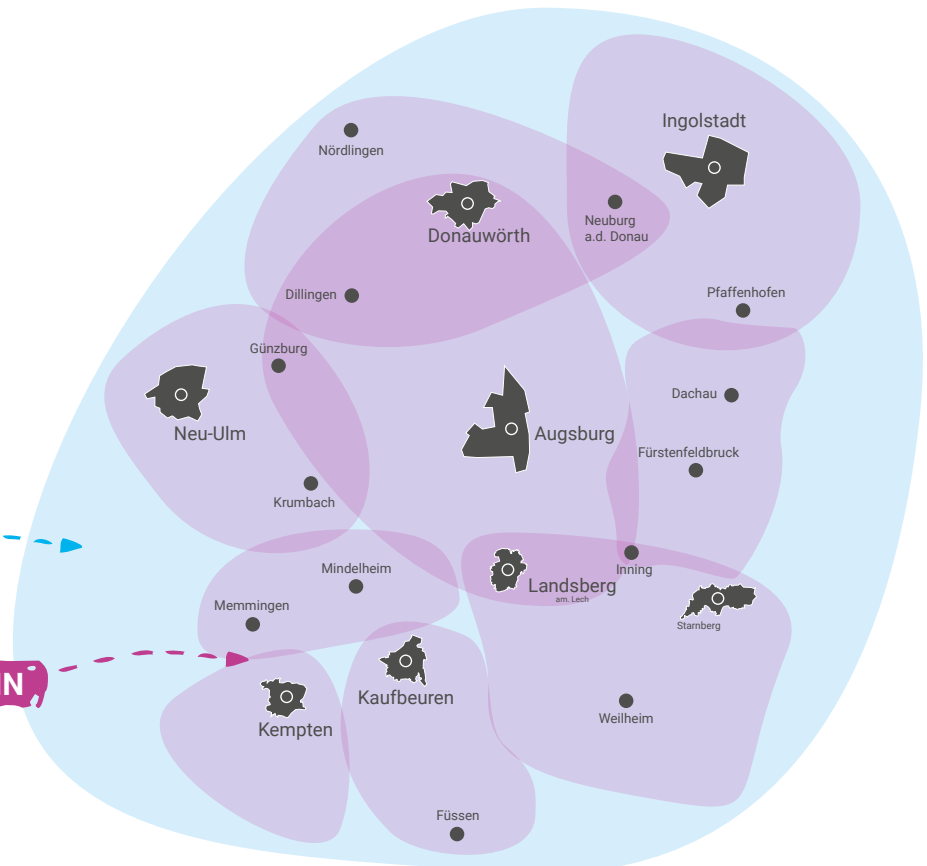 Ingolstadt
Nördlingen
Donauwörth
Neuburg
a.d. Donau
Dillingen
Pfaffenhofen
Günzburg
Dachau
Neu-Ulm
Augsburg
Fürstenfeldbruck
Krumbach
Mindelheim
Inning
Landsberg
am. Lech
Memmingen
Starnberg
IN
Kaufbeuren
Kempten
Weilheim
Füssen